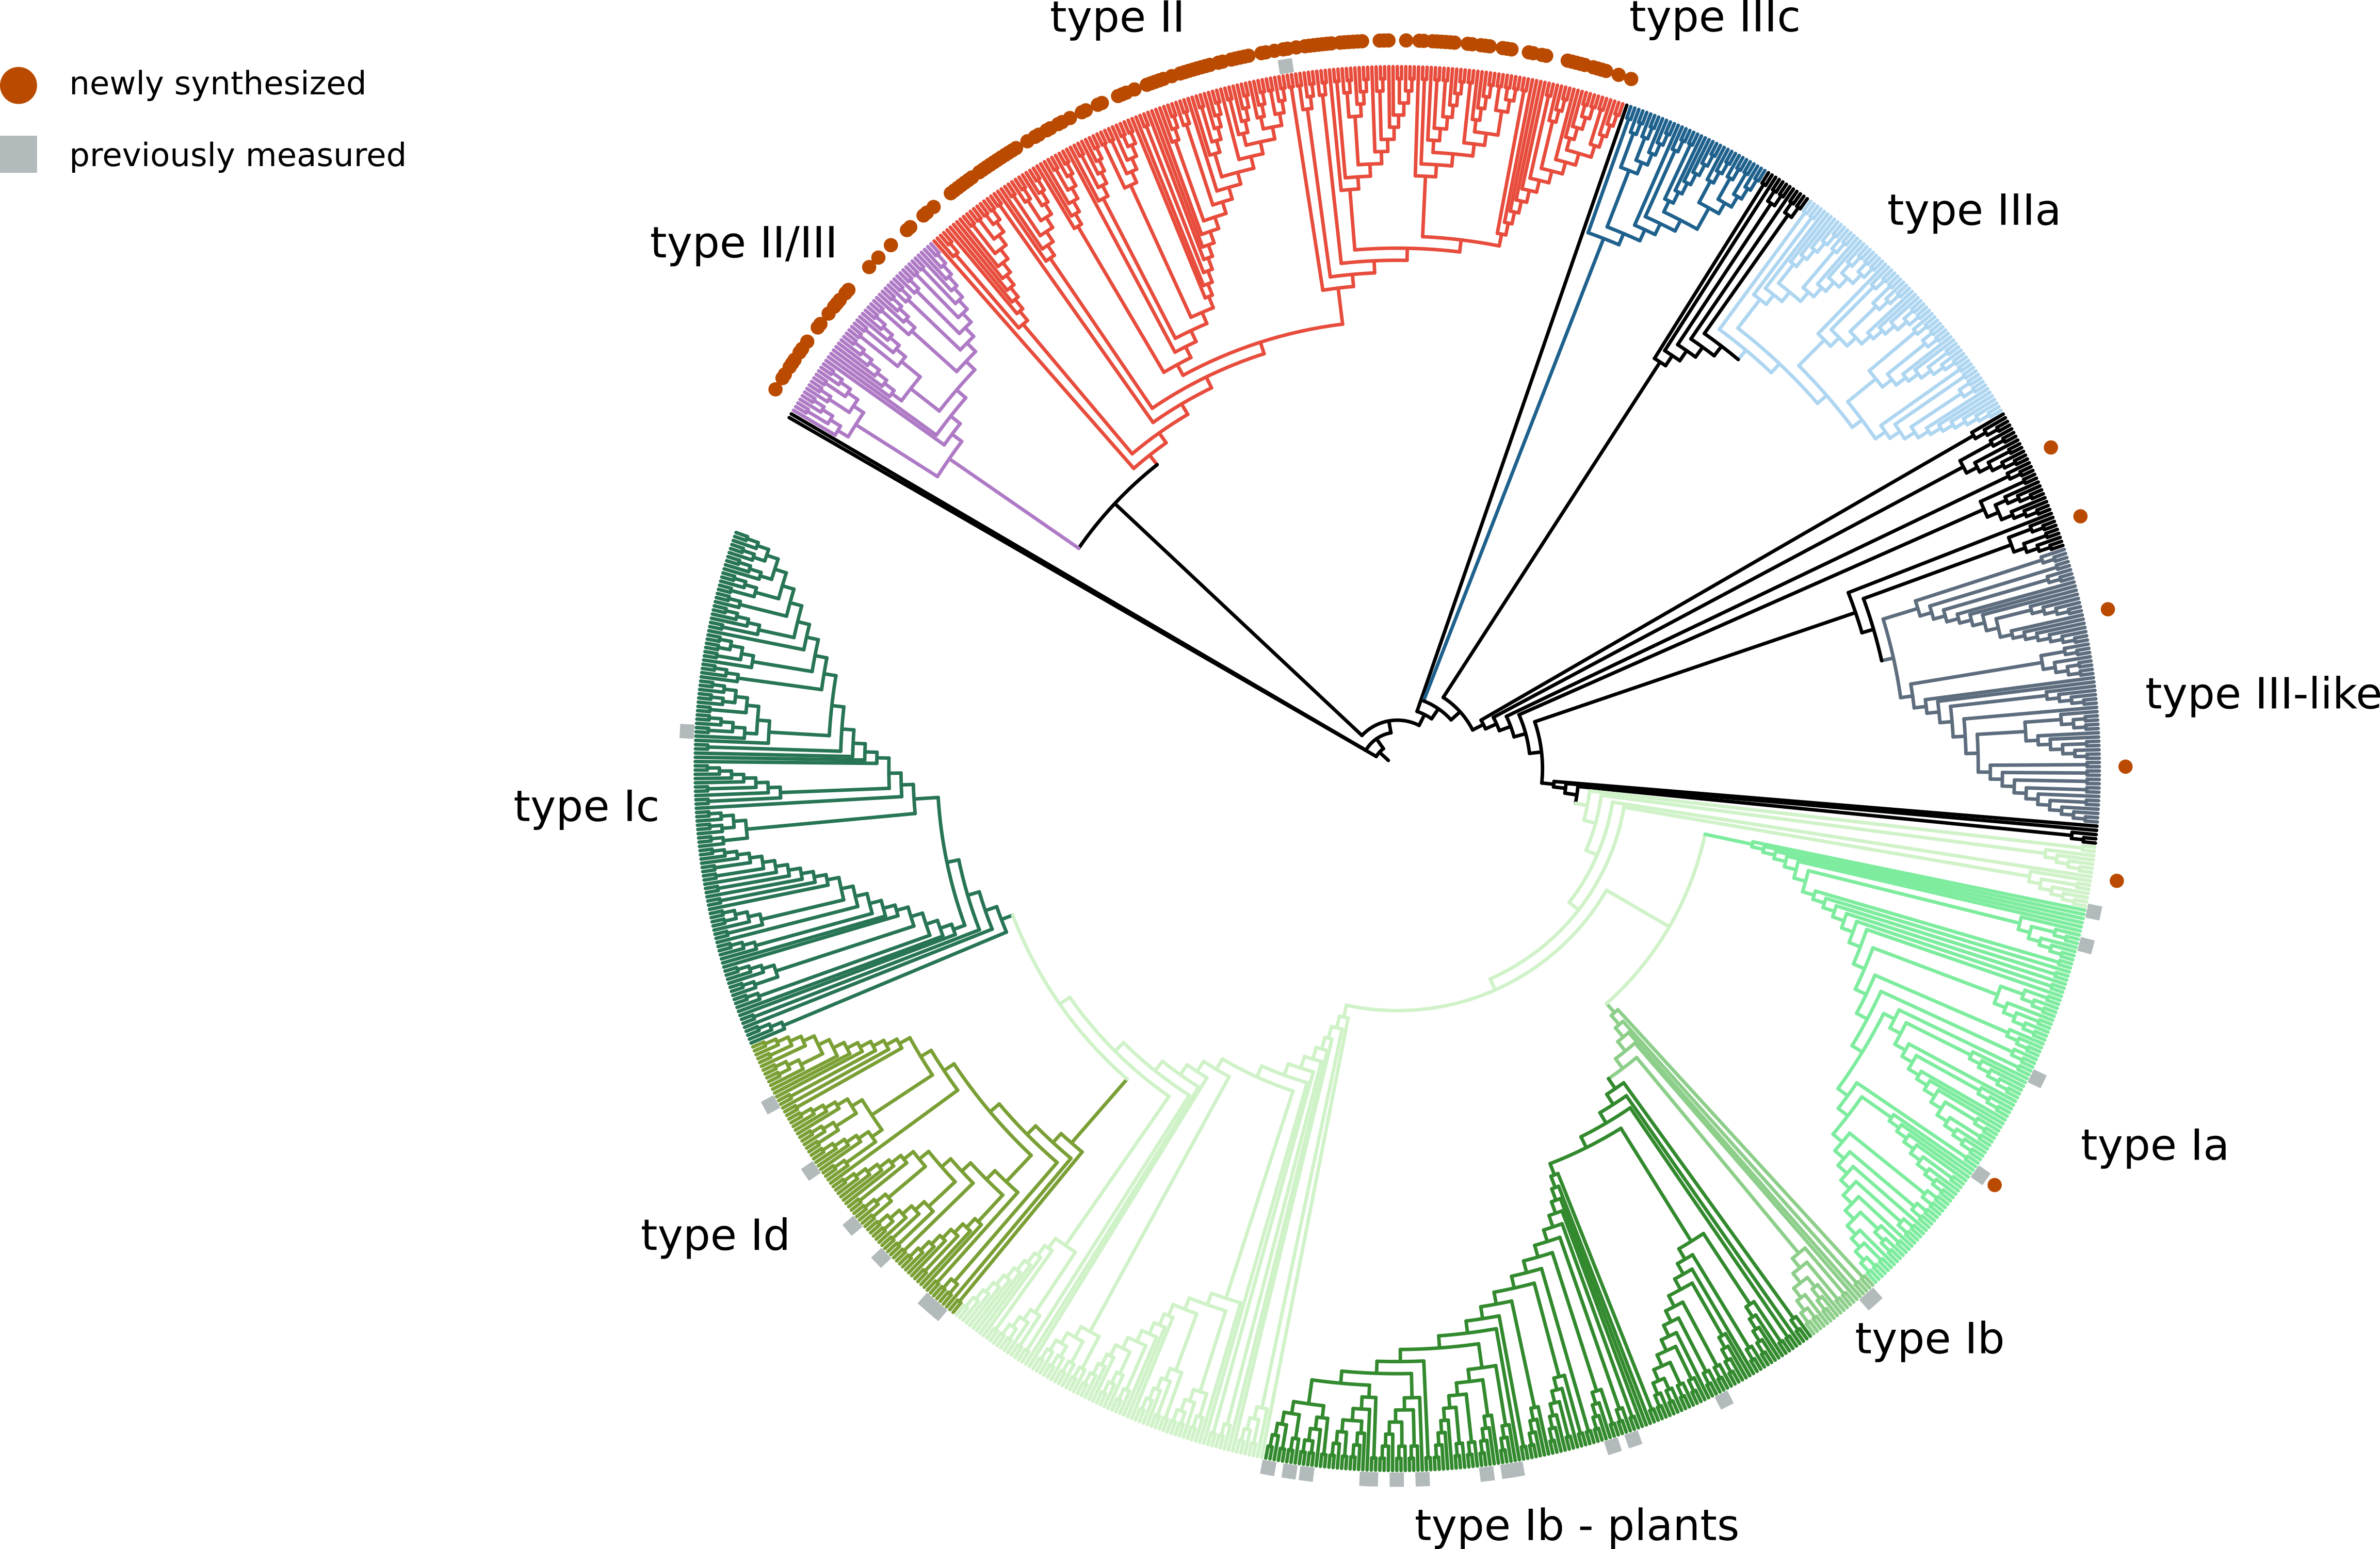 type II
type IIIc
newly synthesized
previously measured
type IIIa
type II/III
type III-like
type Ic
type Ia
type Id
type Ib
type Ib - plants